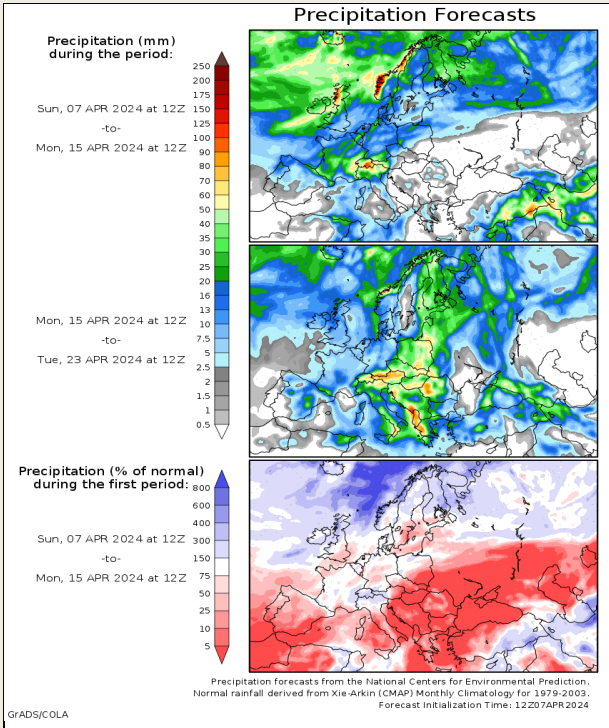 Precipitation Forecasts
Precipitation (mm)
during the period:
Sun, 07 APR 2024 at 12Z
-to-
Mon, 15 APR 2024 at 12Z
250
200
175
150
125
100
90
80
70
60
50
40
35
30
25
20
16
13
10
7.5
5
2.5
2
1.5
1
0.5
Mon, 15 APR 2024 at 12Z
-to-
Tue, 23 APR 2024 at 12Z
Precipitation (% of normal)
during the first period:
Sun, 07 APR 2024 at 12Z
-to-
Mon, 15 APR 2024 at 12Z
800
600
400
300
150
75
50
25
10
5
Precipitation forecasts from the National Centers for Environmental Prediction.
Normal rainfall derived from Xie-Arkin (CMAP) Monthly Climatology for 1979-2003.
Forecast Initialization Time: 12Z07APR2024
GrADS/COLA